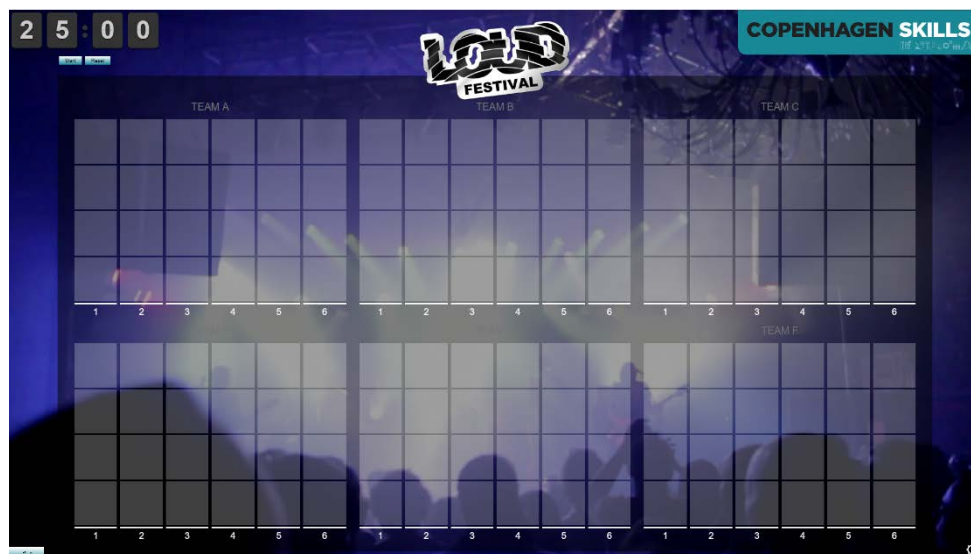 25:00
COPENHAGEN SKILLS
Start Reset
LOUD
FESTIVAL
TEAM A TEAM B TEAM C
1 2 3 4 5 6 1 2 3 4 5 6 1 2 3 4 5 6
TEAM F
1 2 3 4 5 6 1 2 3 4 5 6 1 2 3 4 5 6